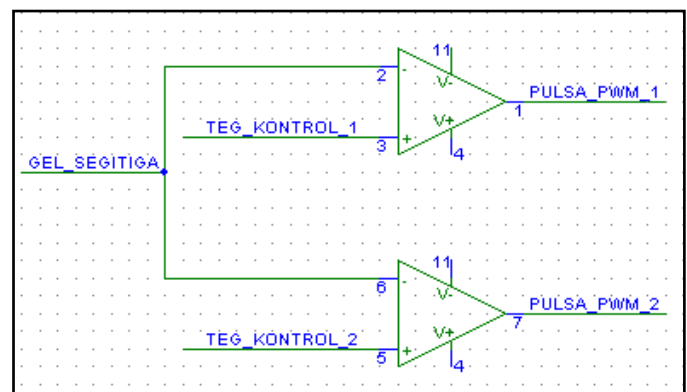 11
2
-
V-
PULSA_PWM_1
1
TEG_KONTROL_1
V+
3
+
4
GEL_SEGITIGA
11
6
-
V-
PULSA_PWM_2
7
TEG_KONTROL_2
V+
5
+
4